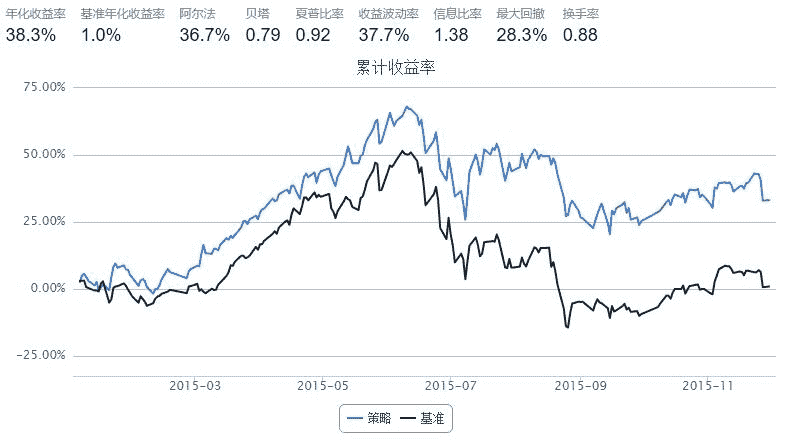 年化收益率 基准年化收益率 阿尔法 贝塔 夏普比率 收益波动率 信息比率 最大回撤 换手率
38.3% 1.0% 36.7% 0.79 0.92 37.7% 1.38 28.3% 0.88
累计收益率
75.00%
50.00%
25.00%
0.00%
-25.00%
2015-03 2015-05 2015-07 2015-09 2015-11
策略 基准